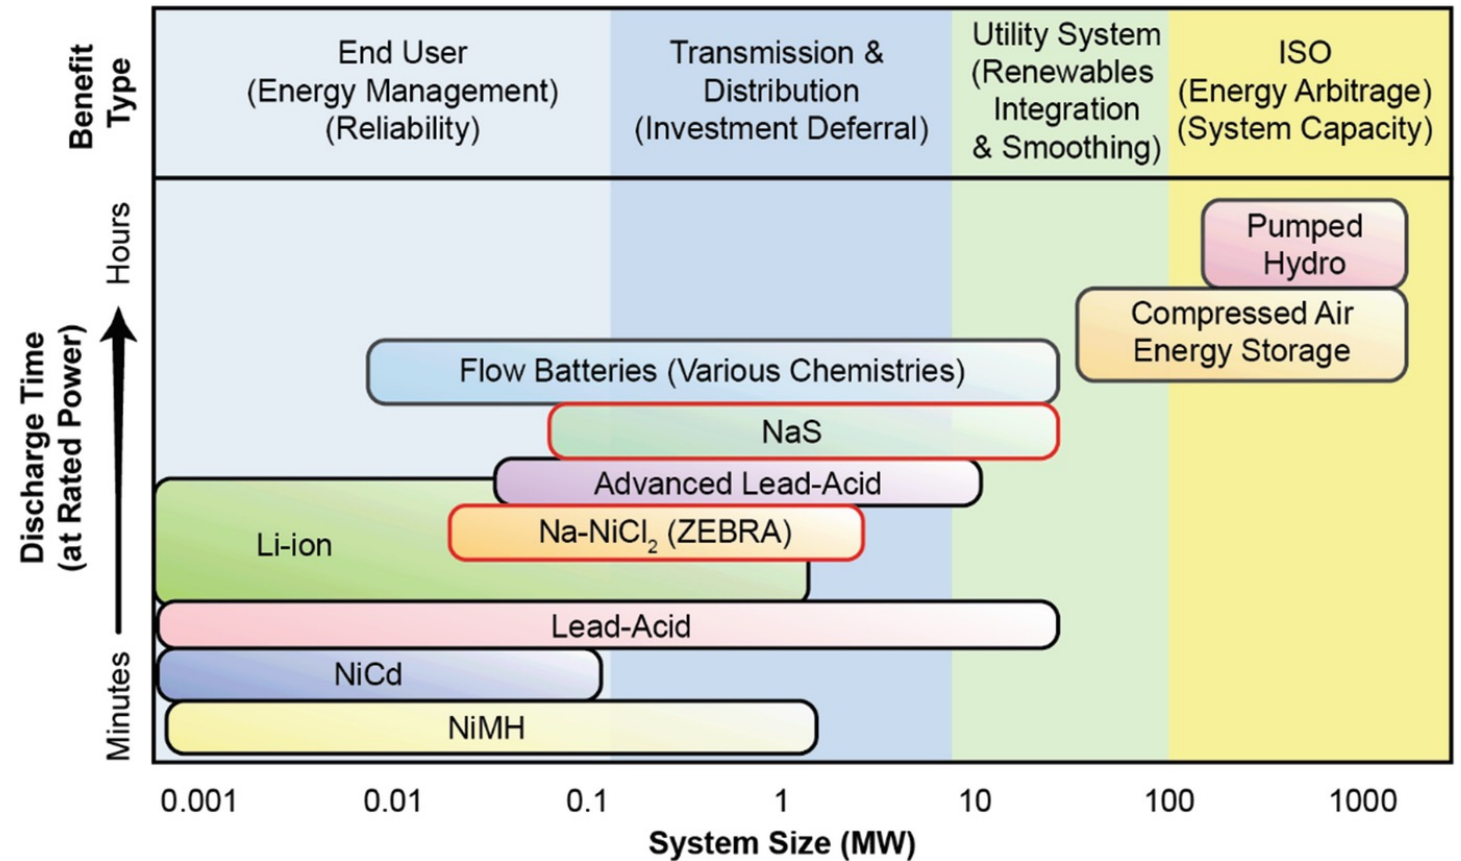 Benefit
Type
End User
(Energy Management)
(Reliability)
Transmission &
Distribution
(Investment Deferral)
Utility System
(Renewables
Integration
& Smoothing)
ISO
(Energy Arbitrage)
(System Capacity)
Discharge Time
(at Rated Power)
Hours
Minutes
Pumped
Hydro
Compressed Air
Energy Storage
Flow Batteries (Various Chemistries)
NaS
Advanced Lead-Acid
Na-NiCl₂ (ZEBRA)
Li-ion
Lead-Acid
NiCd
NiMH
0.001 0.01 0.1 1 10 100 1000
System Size (MW)